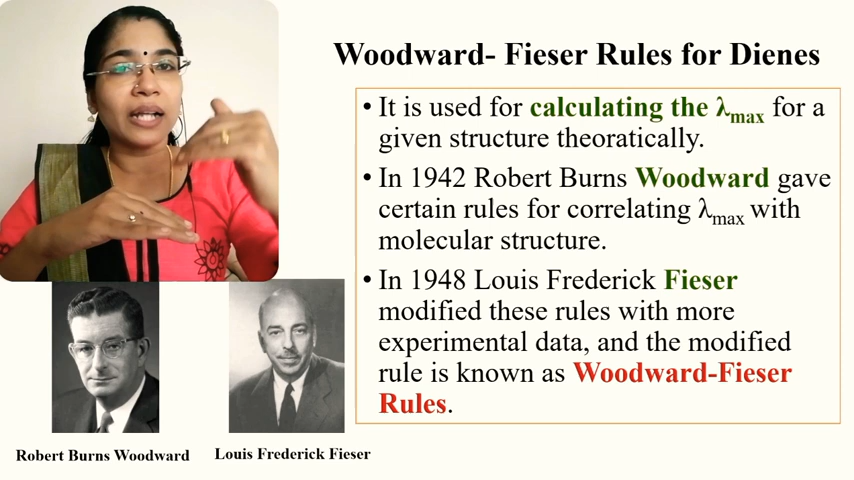 Woodward- Fieser Rules for Dienes
• It is used for calculating the λmax for a
given structure theoratically.
• In 1942 Robert Burns Woodward gave
certain rules for correlating λmax with
molecular structure.
• In 1948 Louis Frederick Fieser
modified these rules with more
experimental data, and the modified
rule is known as Woodward-Fieser
Rules.
Robert Burns Woodward
Louis Frederick Fieser